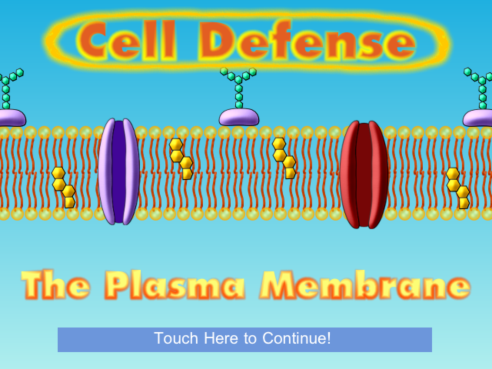 Cell Defense
The Plasma Membrane
Touch Here to Continue!